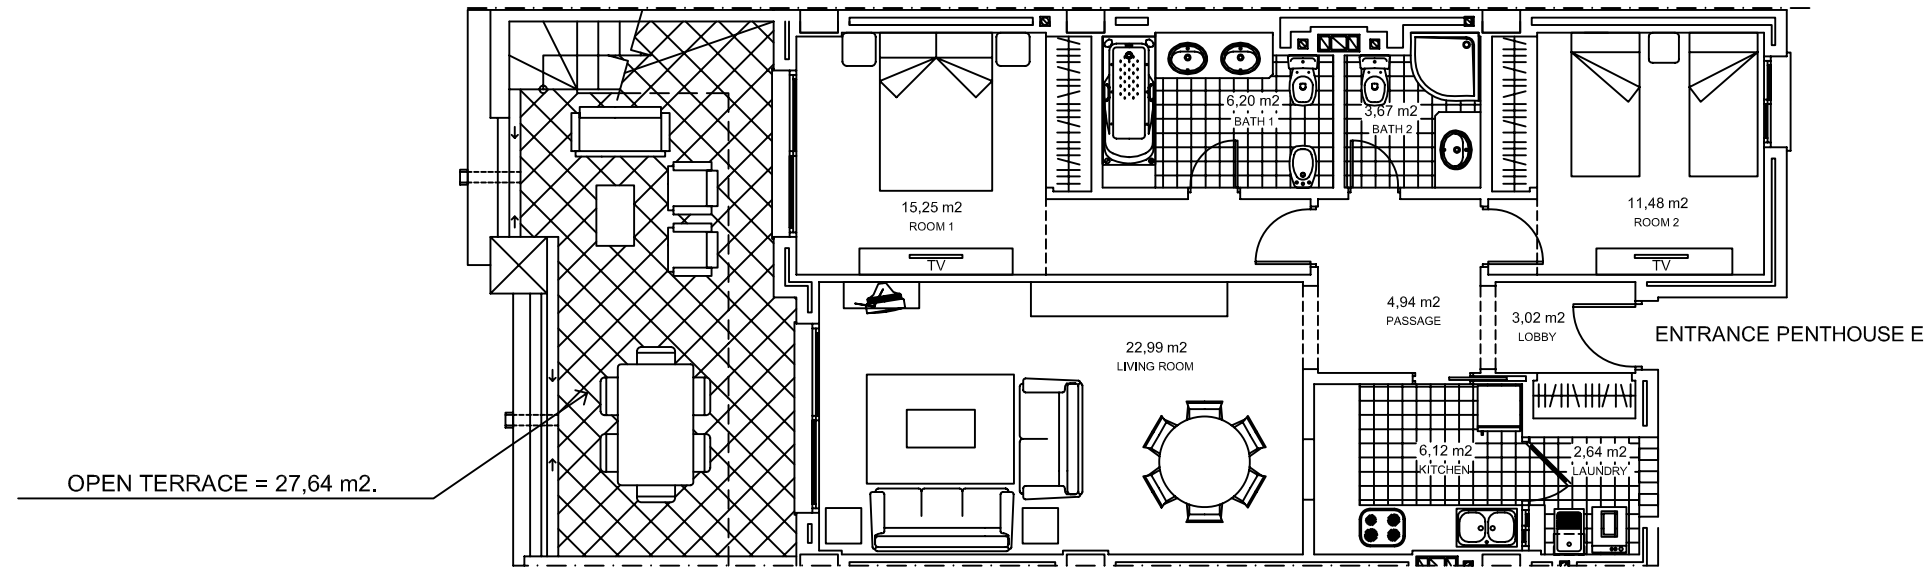 6,20 m2
BATH 1
3,67 m2
BATH 2
15,25 m2
ROOM 1
TV
11,48 m2
ROOM 2
TV
4,94 m2
PASSAGE
3,02 m2
LOBBY
ENTRANCE PENTHOUSE E
22,99 m2
LIVING ROOM
6,12 m2
KITCHEN
2,64 m2
LAUNDRY
OPEN TERRACE = 27,64 m2.